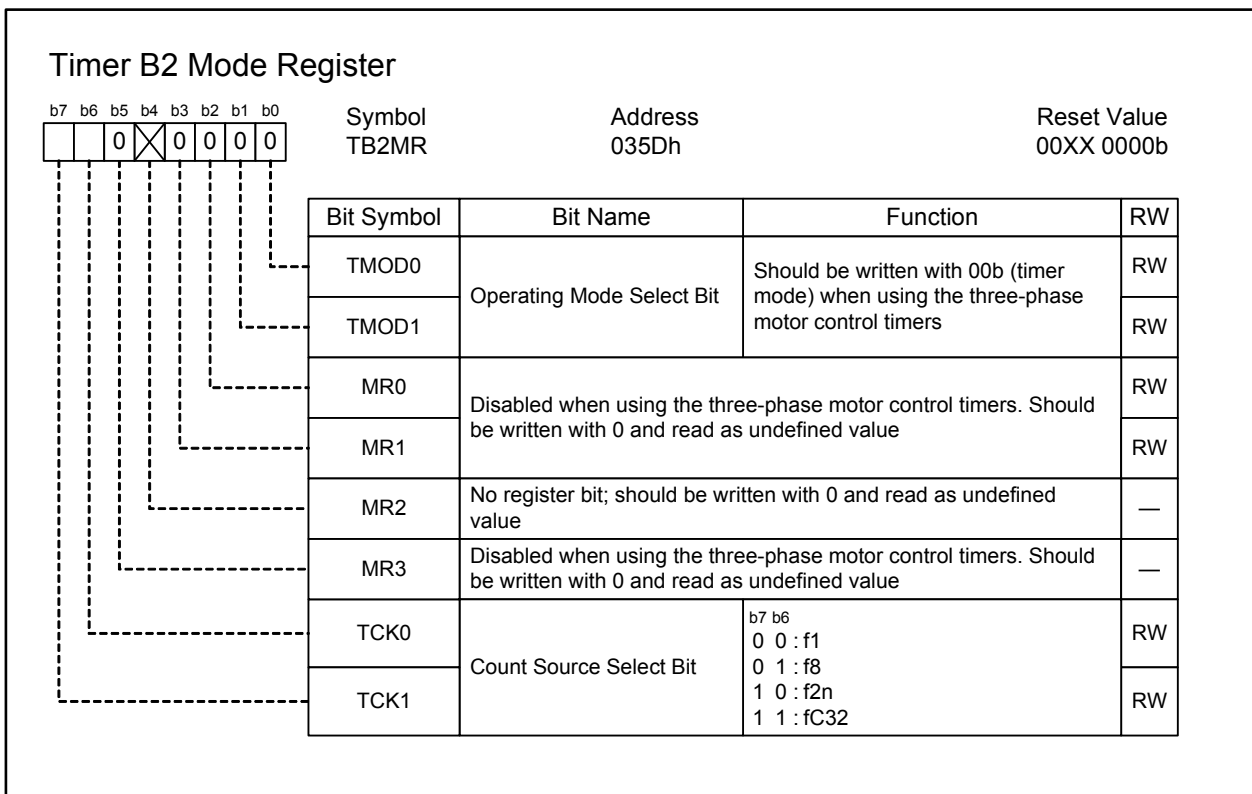 Timer B2 Mode Register
b7 b6 b5 b4 b3 b2 b1 b0
0 0 0 0 0
Symbol Address Reset Value
TB2MR 035Dh 00XX 0000b
Bit Symbol Bit Name Function RW
TMOD0 RW
Operating Mode Select Bit
Should be written with 00b (timer
mode) when using the three-phase
motor control timers
TMOD1 RW
MR0 RW
Disabled when using the three-phase motor control timers. Should
be written with 0 and read as undefined value
MR1 RW
MR2
No register bit; should be written with 0 and read as undefined
value
—
MR3
Disabled when using the three-phase motor control timers. Should
be written with 0 and read as undefined value
—
TCK0 RW
Count Source Select Bit
b7 b6
0 0 : f1
0 1 : f8
1 0 : f2n
1 1 : fC32
TCK1 RW